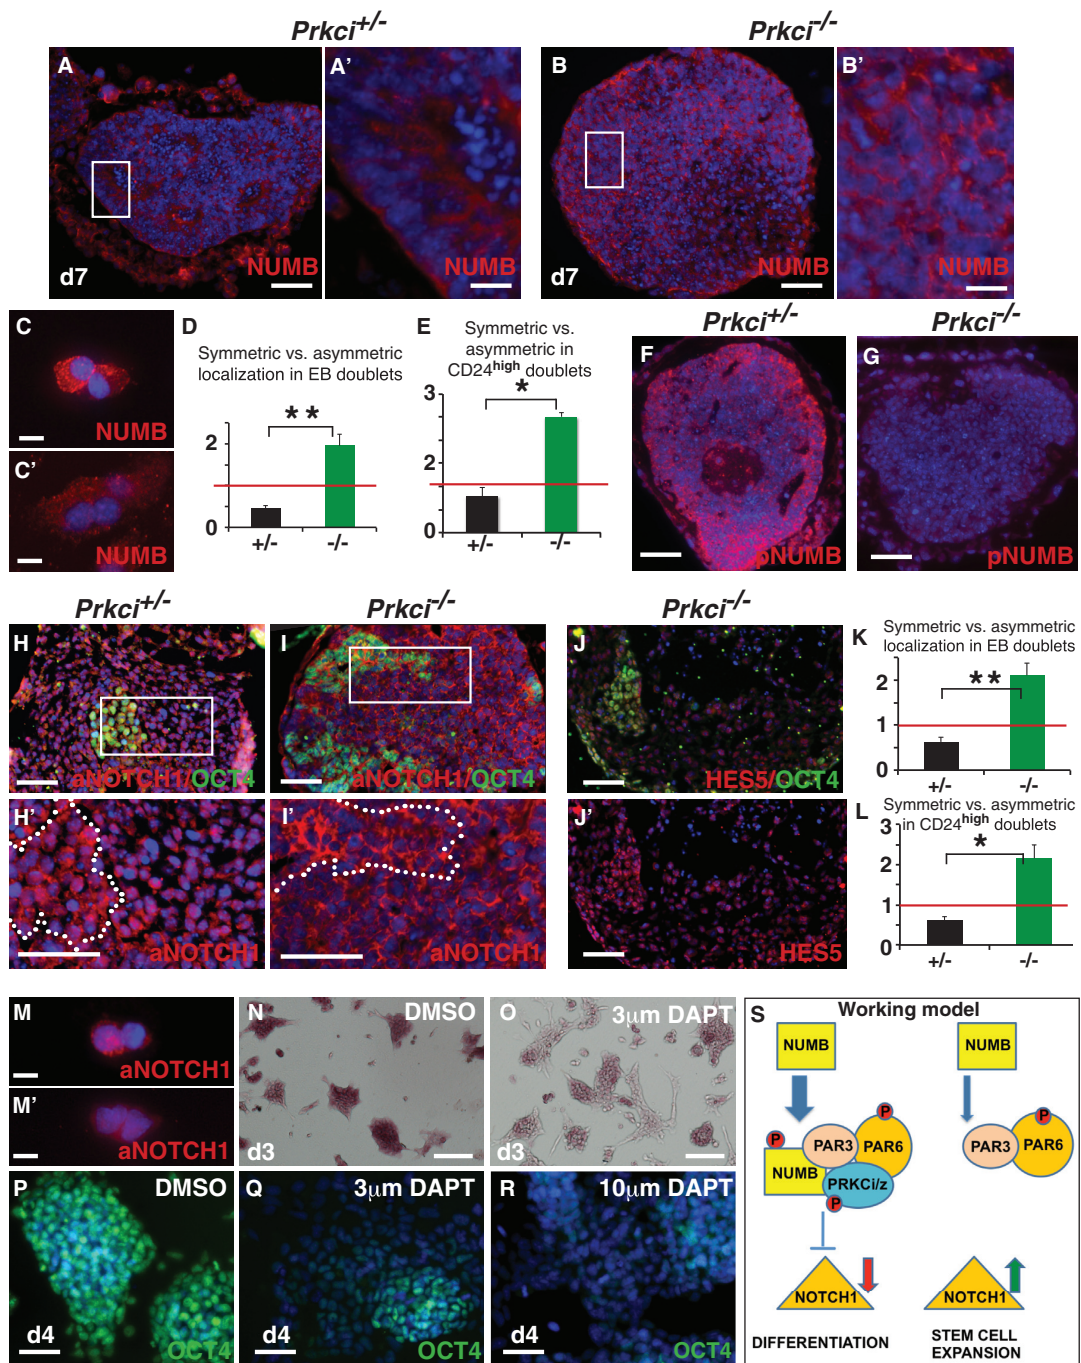 Prkci+/-
Prkci-/-
A
A'
B
B'
d7
NUMB
NUMB
d7
NUMB
NUMB
C
NUMB
C'
NUMB
D
Symmetric vs. asymmetric
localization in EB doublets
**
2
1
0
+/-
-/-
E
Symmetric vs.
asymmetric in
CD24high doublets
*
3
2
1
0
+/-
-/-
Prkci+/-
Prkci-/-
F
pNUMB
G
pNUMB
Prkci+/-
Prkci-/-
Prkci-/-
H
aNOTCH1/OCT4
I
aNOTCH1/OCT4
J
HES5/OCT4
H'
aNOTCH1
I'
aNOTCH1
J'
HES5
K
Symmetric vs. asymmetric
localization in EB doublets
**
2
1
0
+/-
-/-
L
Symmetric vs. asymmetric
in CD24high doublets
*
3
2
1
0
+/-
-/-
M
aNOTCH1
M'
aNOTCH1
N
DMSO
d3
O
3μm DAPT
d3
P
DMSO
d4
OCT4
Q
3μm DAPT
d4
OCT4
R
10μm DAPT
d4
OCT4
S
Working model
NUMB
NUMB
P
P
PAR3
PAR6
NUMB
PRKCi/z
P
P
PAR3
PAR6
NOTCH1
NOTCH1
DIFFERENTIATION
STEM CELL
EXPANSION